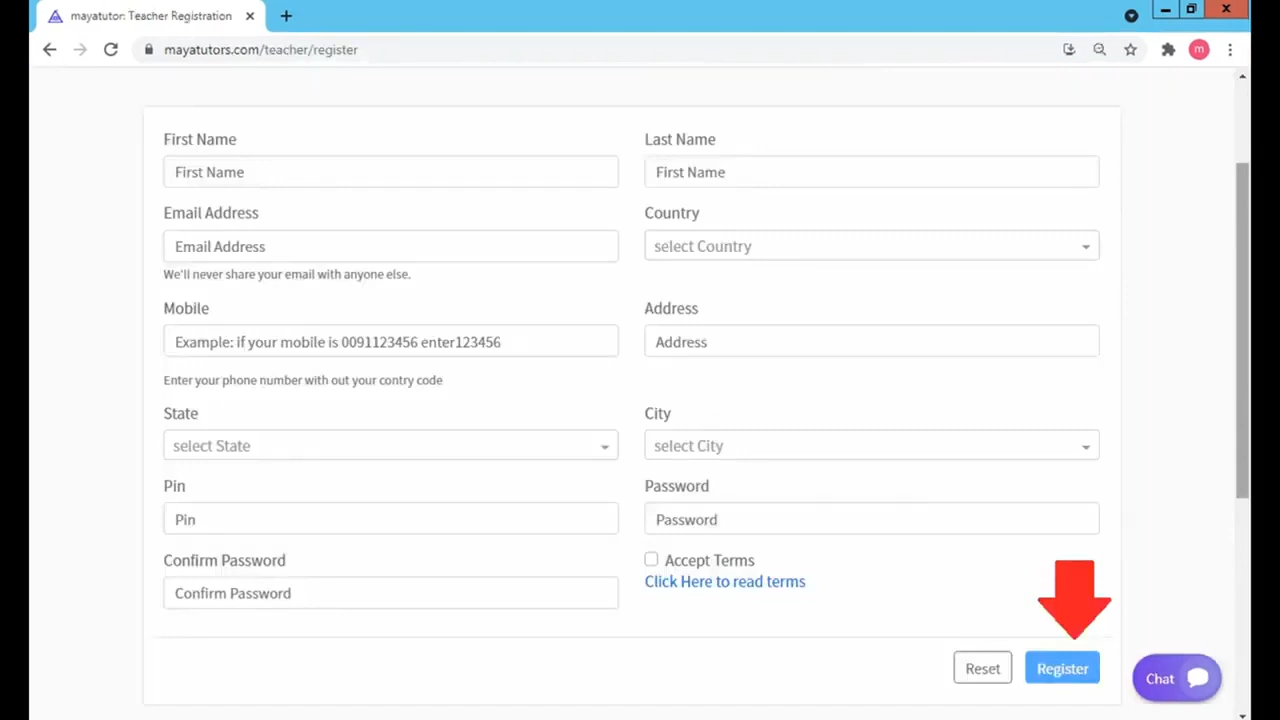 mayatutor: Teacher Registration
mayatutors.com/teacher/register
m
First Name
Last Name
First Name
First Name
Email Address
Country
Email Address
select Country
We'll never share your email with anyone else.
Mobile
Address
Example: if your mobile is 0091123456 enter123456
Address
Enter your phone number with out your contry code
State
City
select State
select City
Pin
Password
Pin
Password
Confirm Password
Accept Terms
Click Here to read terms
Confirm Password
Reset
Register
Chat